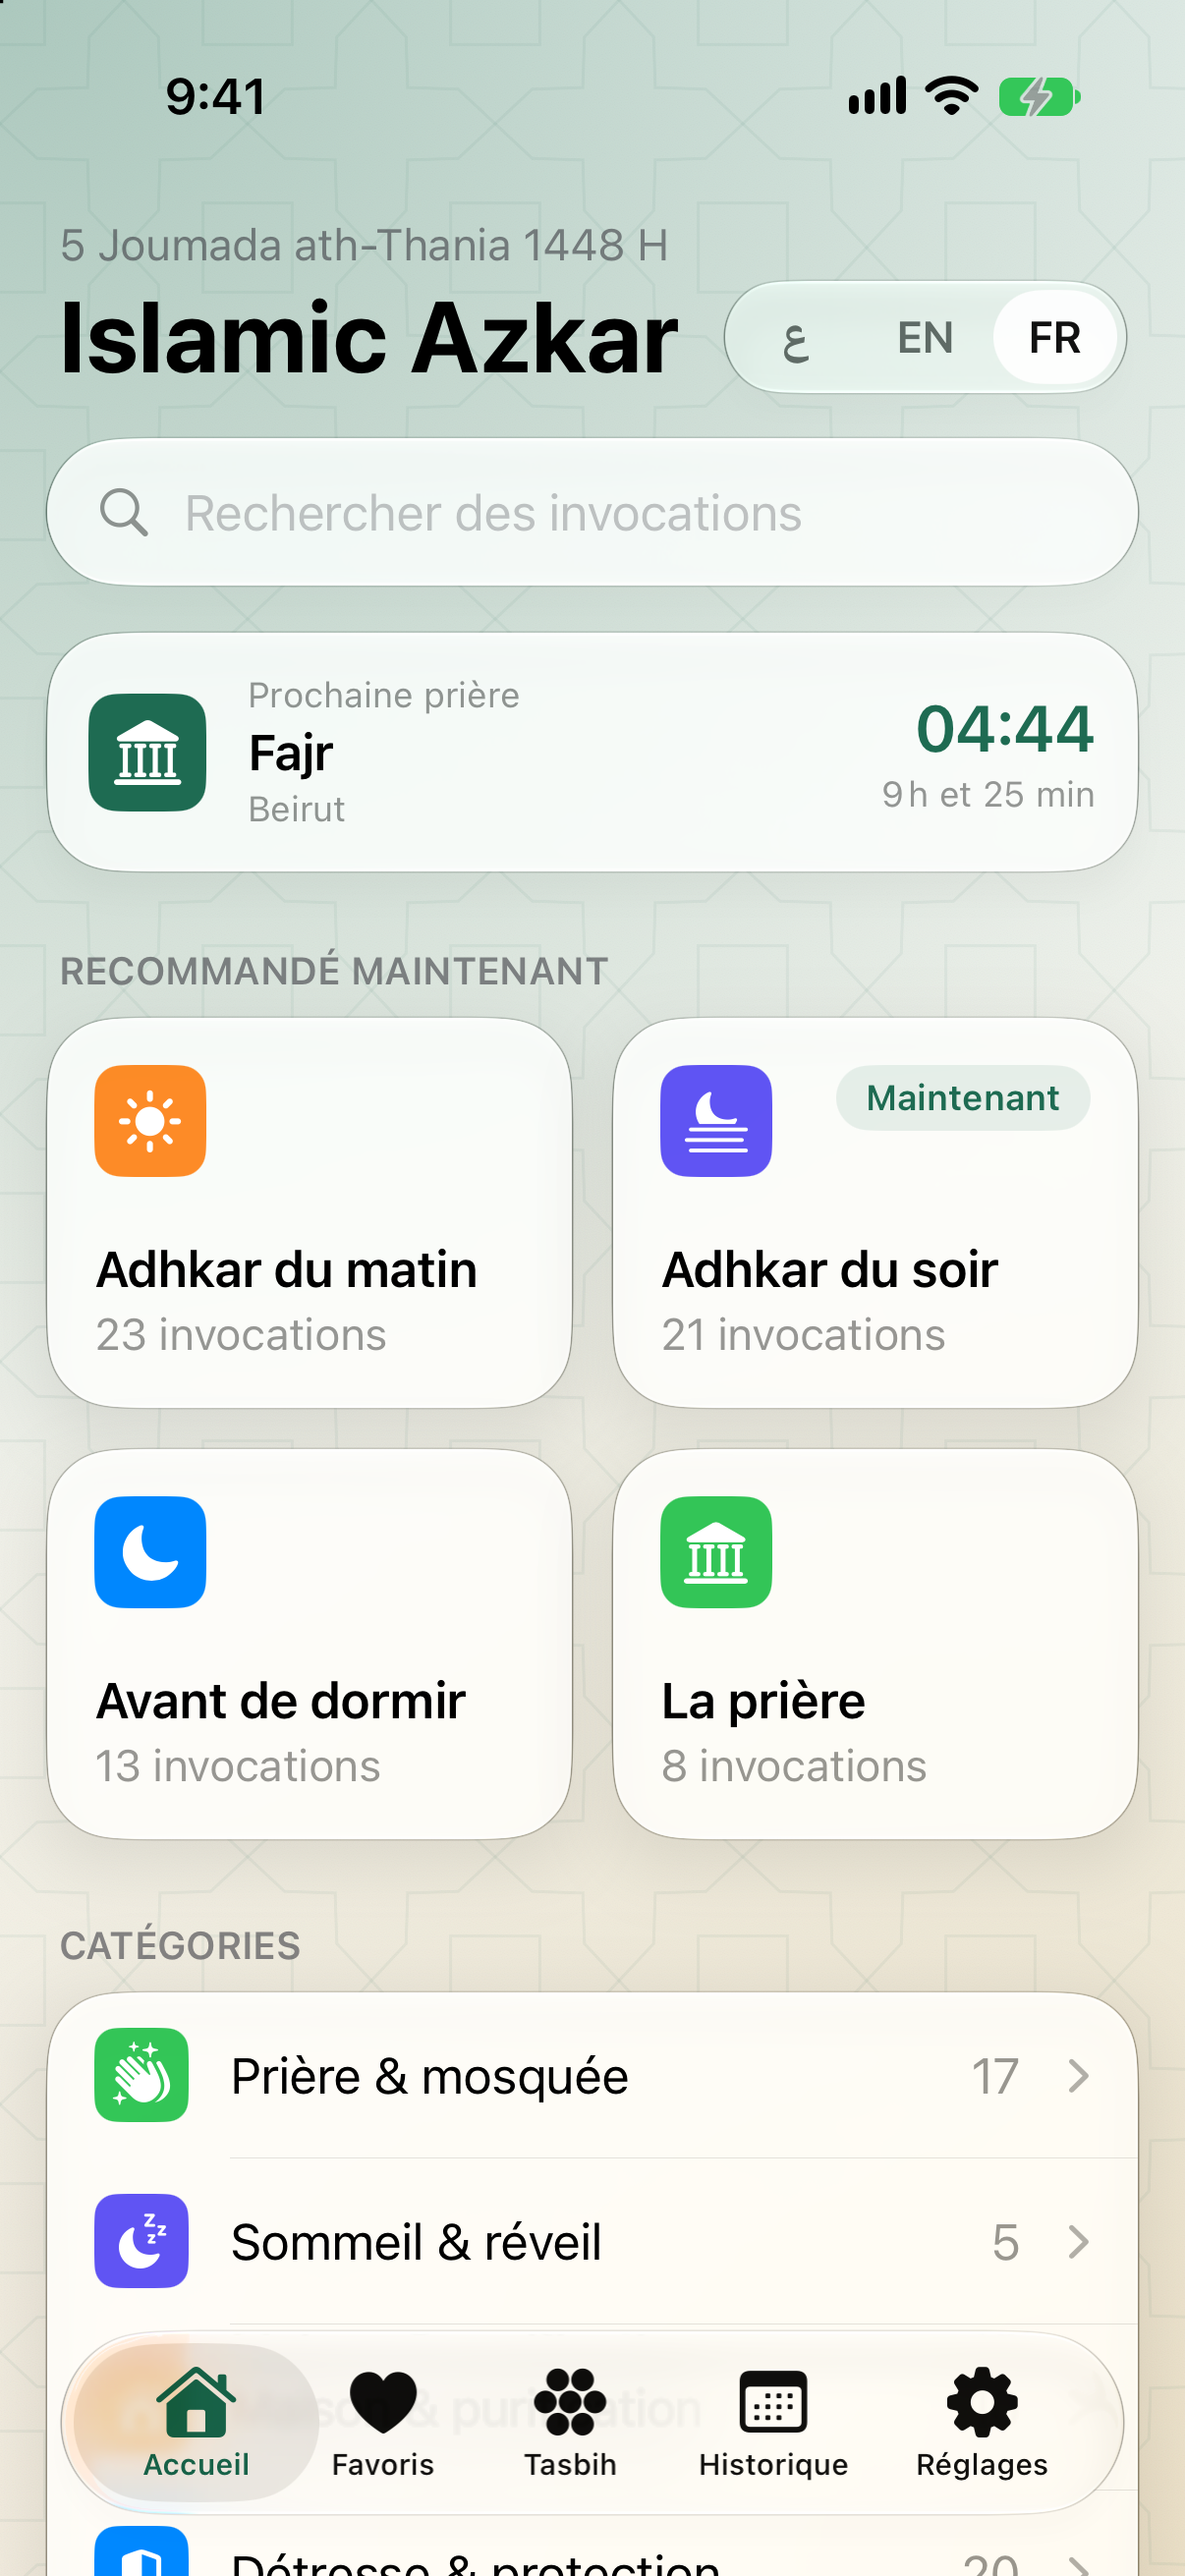 9:41
5 Joumada ath-Thania 1448 H
Islamic Azkar
ع EN FR
Rechercher des invocations
Prochaine prière
Fajr
Beirut
04:44
9 h et 25 min
RECOMMANDÉ MAINTENANT
Adhkar du matin
23 invocations
Maintenant
Adhkar du soir
21 invocations
Avant de dormir
13 invocations
La prière
8 invocations
CATÉGORIES
Prière & mosquée 17
Sommeil & réveil 5
Accueil Favoris Tasbih Historique Réglages
Détresse & protection 20